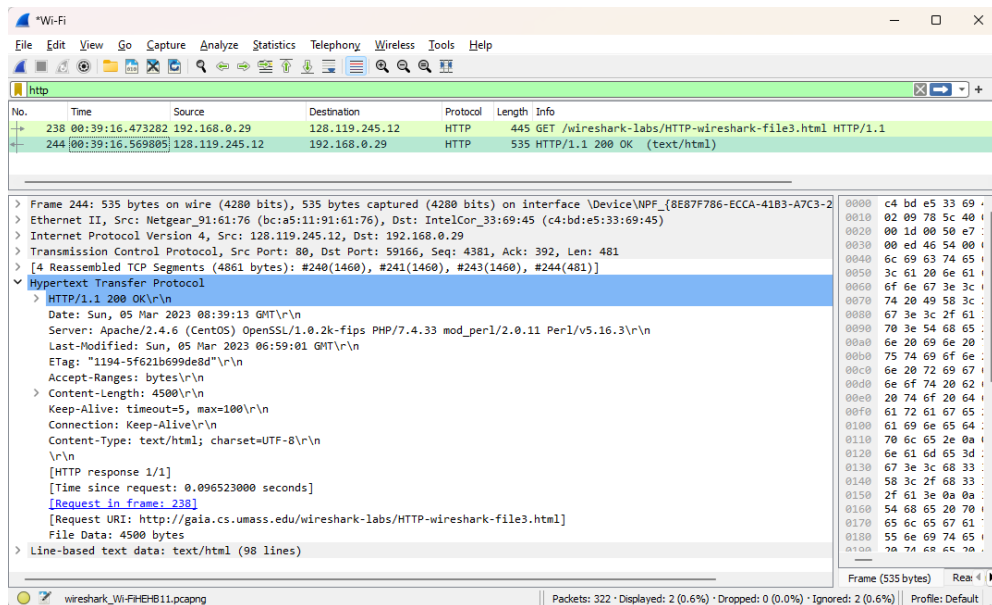 *Wi-Fi
File Edit View Go Capture Analyze Statistics Telephony Wireless Tools Help
http
No. Time Source Destination Protocol Length Info
238 00:39:16.473282 192.168.0.29 128.119.245.12 HTTP 445 GET /wireshark-labs/HTTP-wireshark-file3.html HTTP/1.1
244 00:39:16.569805 128.119.245.12 192.168.0.29 HTTP 535 HTTP/1.1 200 OK (text/html)
> Frame 244: 535 bytes on wire (4280 bits), 535 bytes captured (4280 bits) on interface \Device\NPF_{8E87F786-ECCA-41B3-A7C3-2
> Ethernet II, Src: Netgear_91:61:76 (bc:a5:11:91:61:76), Dst: IntelCor_33:69:45 (c4:bd:e5:33:69:45)
> Internet Protocol Version 4, Src: 128.119.245.12, Dst: 192.168.0.29
> Transmission Control Protocol, Src Port: 80, Dst Port: 59166, Seq: 4381, Ack: 392, Len: 481
> [4 Reassembled TCP Segments (4861 bytes): #240(1460), #241(1460), #243(1460), #244(481)]
Hypertext Transfer Protocol
> HTTP/1.1 200 OK\r\n
Date: Sun, 05 Mar 2023 08:39:13 GMT\r\n
Server: Apache/2.4.6 (CentOS) OpenSSL/1.0.2k-fips PHP/7.4.33 mod_perl/2.0.11 Perl/v5.16.3\r\n
Last-Modified: Sun, 05 Mar 2023 06:59:01 GMT\r\n
ETag: "1194-5f621b699de8d"\r\n
Accept-Ranges: bytes\r\n
> Content-Length: 4500\r\n
Keep-Alive: timeout=5, max=100\r\n
Connection: Keep-Alive\r\n
Content-Type: text/html; charset=UTF-8\r\n
\r\n
[HTTP response 1/1]
[Time since request: 0.096523000 seconds]
[Request in frame: 238]
[Request URI: http://gaia.cs.umass.edu/wireshark-labs/HTTP-wireshark-file3.html]
File Data: 4500 bytes
> Line-based text data: text/html (98 lines)
0000 c4 bd e5 33 69
0010 02 09 78 5c 40
0020 00 1d 00 50 e7
0030 00 ed 46 54 00
0040 6c 69 63 74 65
0050 3c 61 20 6e 61
0060 6f 6e 67 3e 3c
0070 74 20 49 58 3c
0080 67 3e 3c 2f 61
0090 70 3e 54 68 65
00a0 6e 20 69 6e 20
00b0 75 74 69 6f 6e
00c0 6e 20 72 69 67
00d0 6e 6f 74 20 62
00e0 20 74 6f 20 64
00f0 61 72 61 67 65
0100 61 69 6e 65 64
0110 70 6c 65 2e 0a
0120 6e 61 6d 65 3d
0130 67 3e 3c 68 33
0140 58 3c 2f 68 33
0150 2f 61 3e 0a 0a
0160 54 68 65 20 70
0170 65 6c 65 67 61
0180 55 6e 69 74 65
0190 20 74 68 65 20
Frame (535 bytes) Rea
wireshark_Wi-FiHEHB11.pcapng Packets: 322 · Displayed: 2 (0.6%) · Dropped: 0 (0.0%) · Ignored: 2 (0.6%) Profile: Default